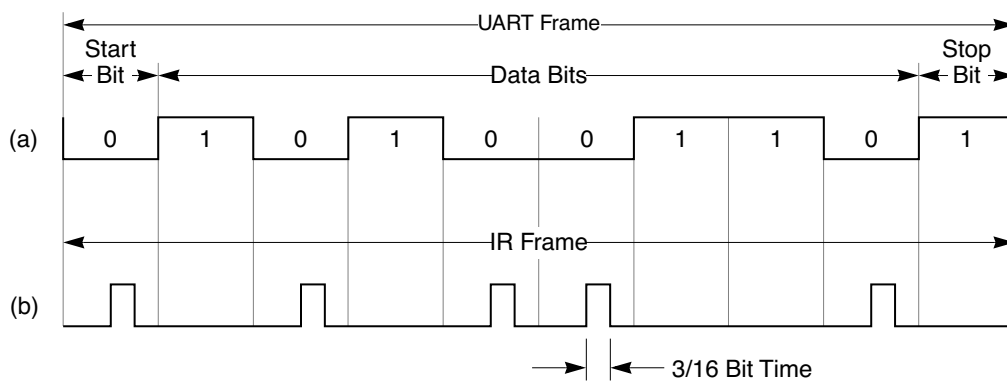 UART Frame
Start Bit
Data Bits
Stop Bit
(a)
0 1 0 1 0 0 1 1 0 1
IR Frame
(b)
3/16 Bit Time